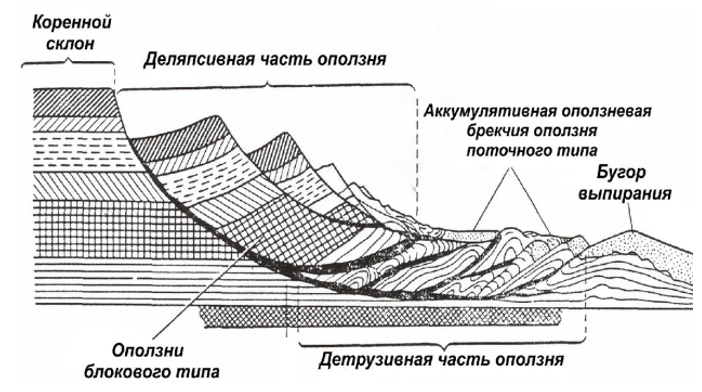 Коренной
склон
Деляпсивная часть оползня
Аккумулятивная оползневая
брекчия оползня
поточного типа
Бугор
выпирания
Оползни
блокового типа
Детрузивная часть оползня